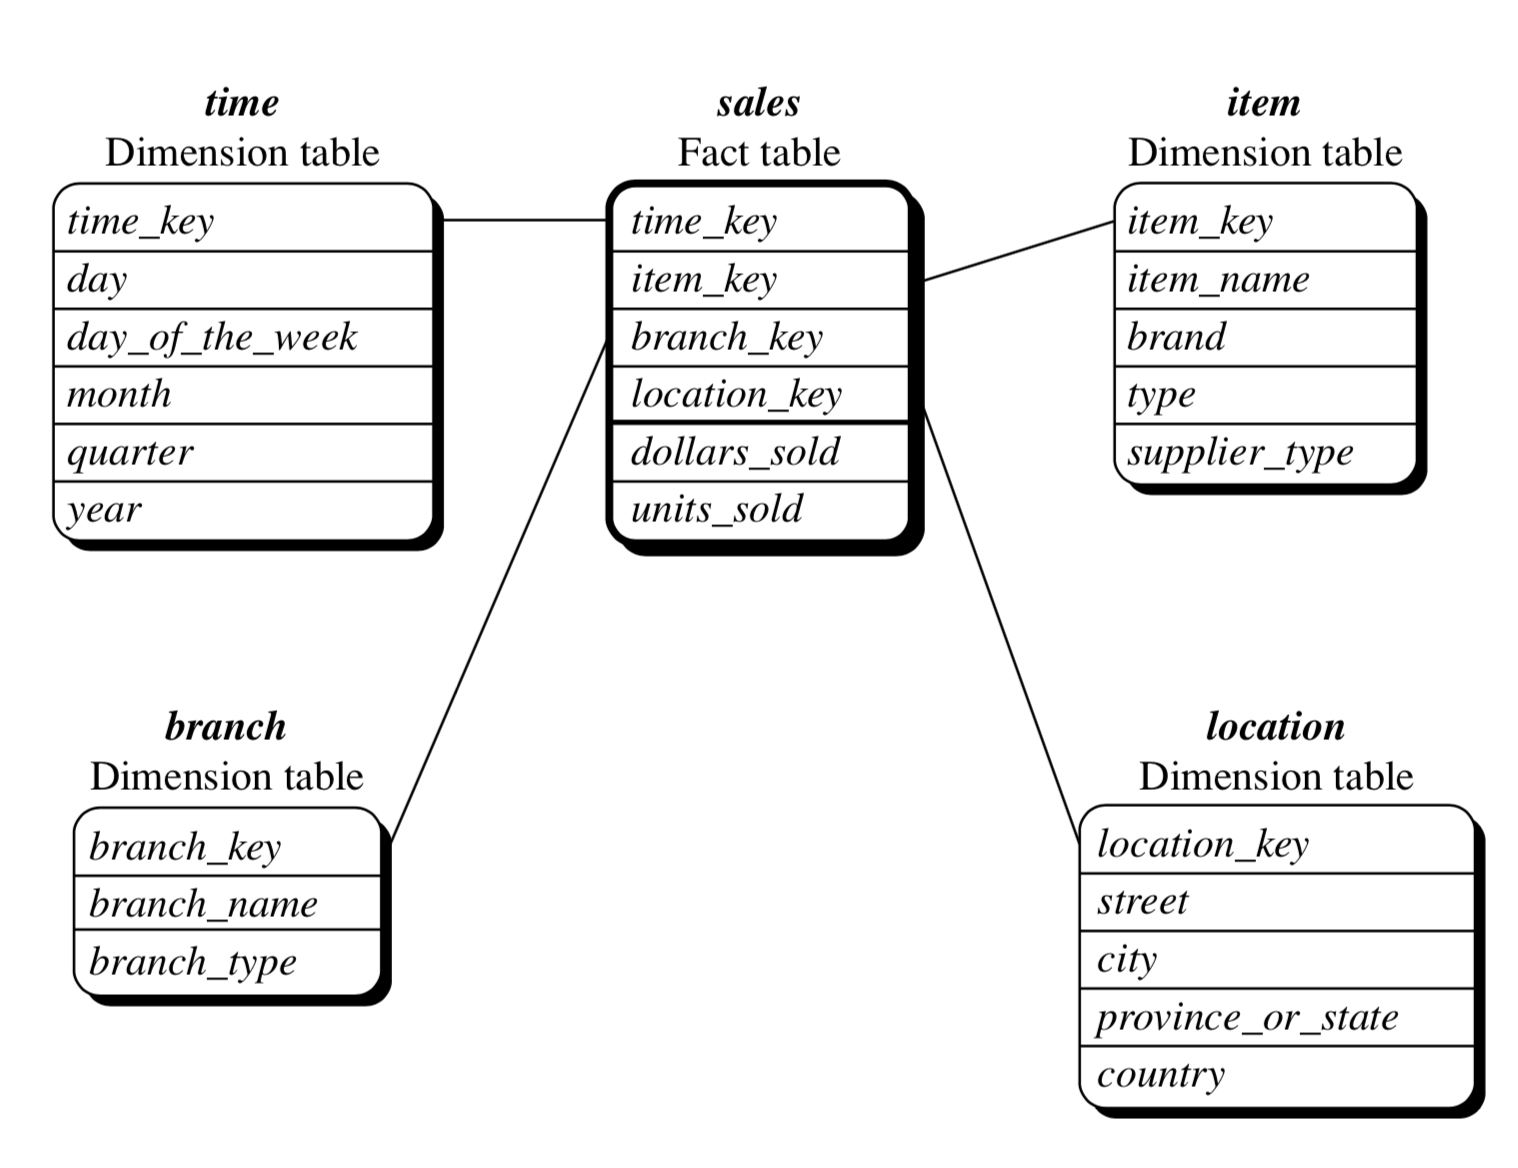 time
Dimension table
time_key
day
day_of_the_week
month
quarter
year
sales
Fact table
time_key
item_key
branch_key
location_key
dollars_sold
units_sold
item
Dimension table
item_key
item_name
brand
type
supplier_type
branch
Dimension table
branch_key
branch_name
branch_type
location
Dimension table
location_key
street
city
province_or_state
country